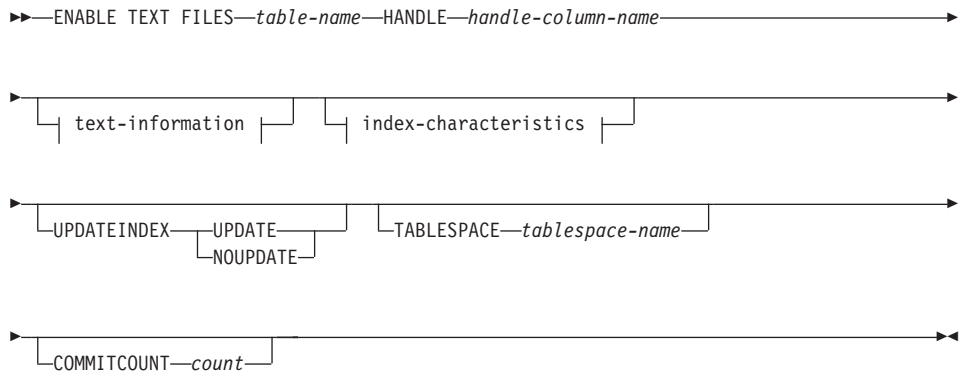 ENABLE TEXT FILES table-name HANDLE handle-column-name
text-information index-characteristics
UPDATEINDEX UPDATE TABLESPACE tablespace-name
NOUPDATE
COMMITCOUNT count